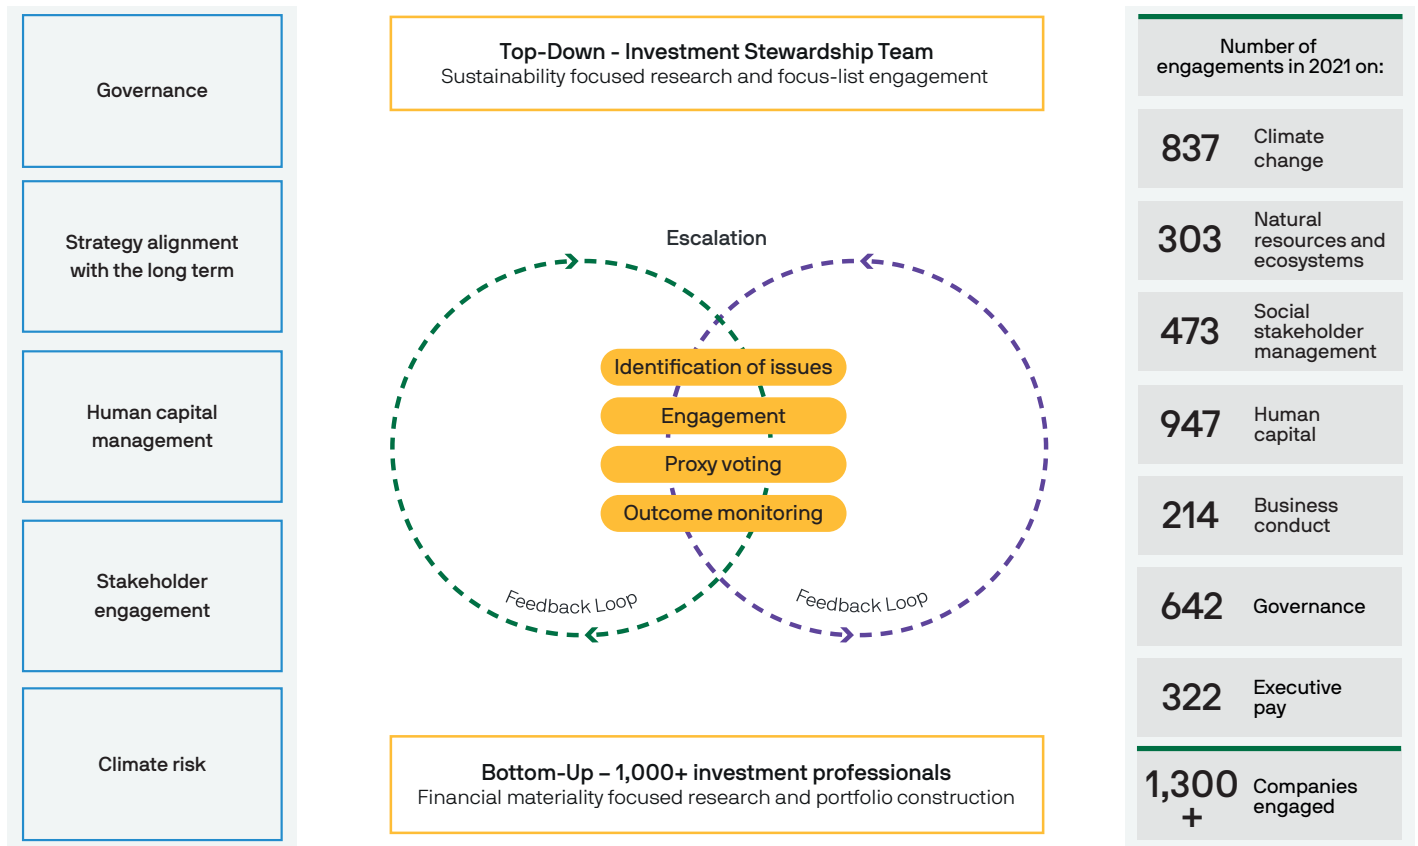 Governance
Strategy alignment
with the long term
Human capital
management
Stakeholder
engagement
Climate risk
Top-Down - Investment Stewardship Team
Sustainability focused research and focus-list engagement
Escalation
Identification of issues
Engagement
Proxy voting
Outcome monitoring
Feedback Loop
Feedback Loop
Bottom-Up – 1,000+ investment professionals
Financial materiality focused research and portfolio construction
Number of
engagements in 2021 on:
837
Climate
change
303
Natural
resources and
ecosystems
473
Social
stakeholder
management
947
Human
capital
214
Business
conduct
642
Governance
322
Executive
pay
1,300
+
Companies
engaged